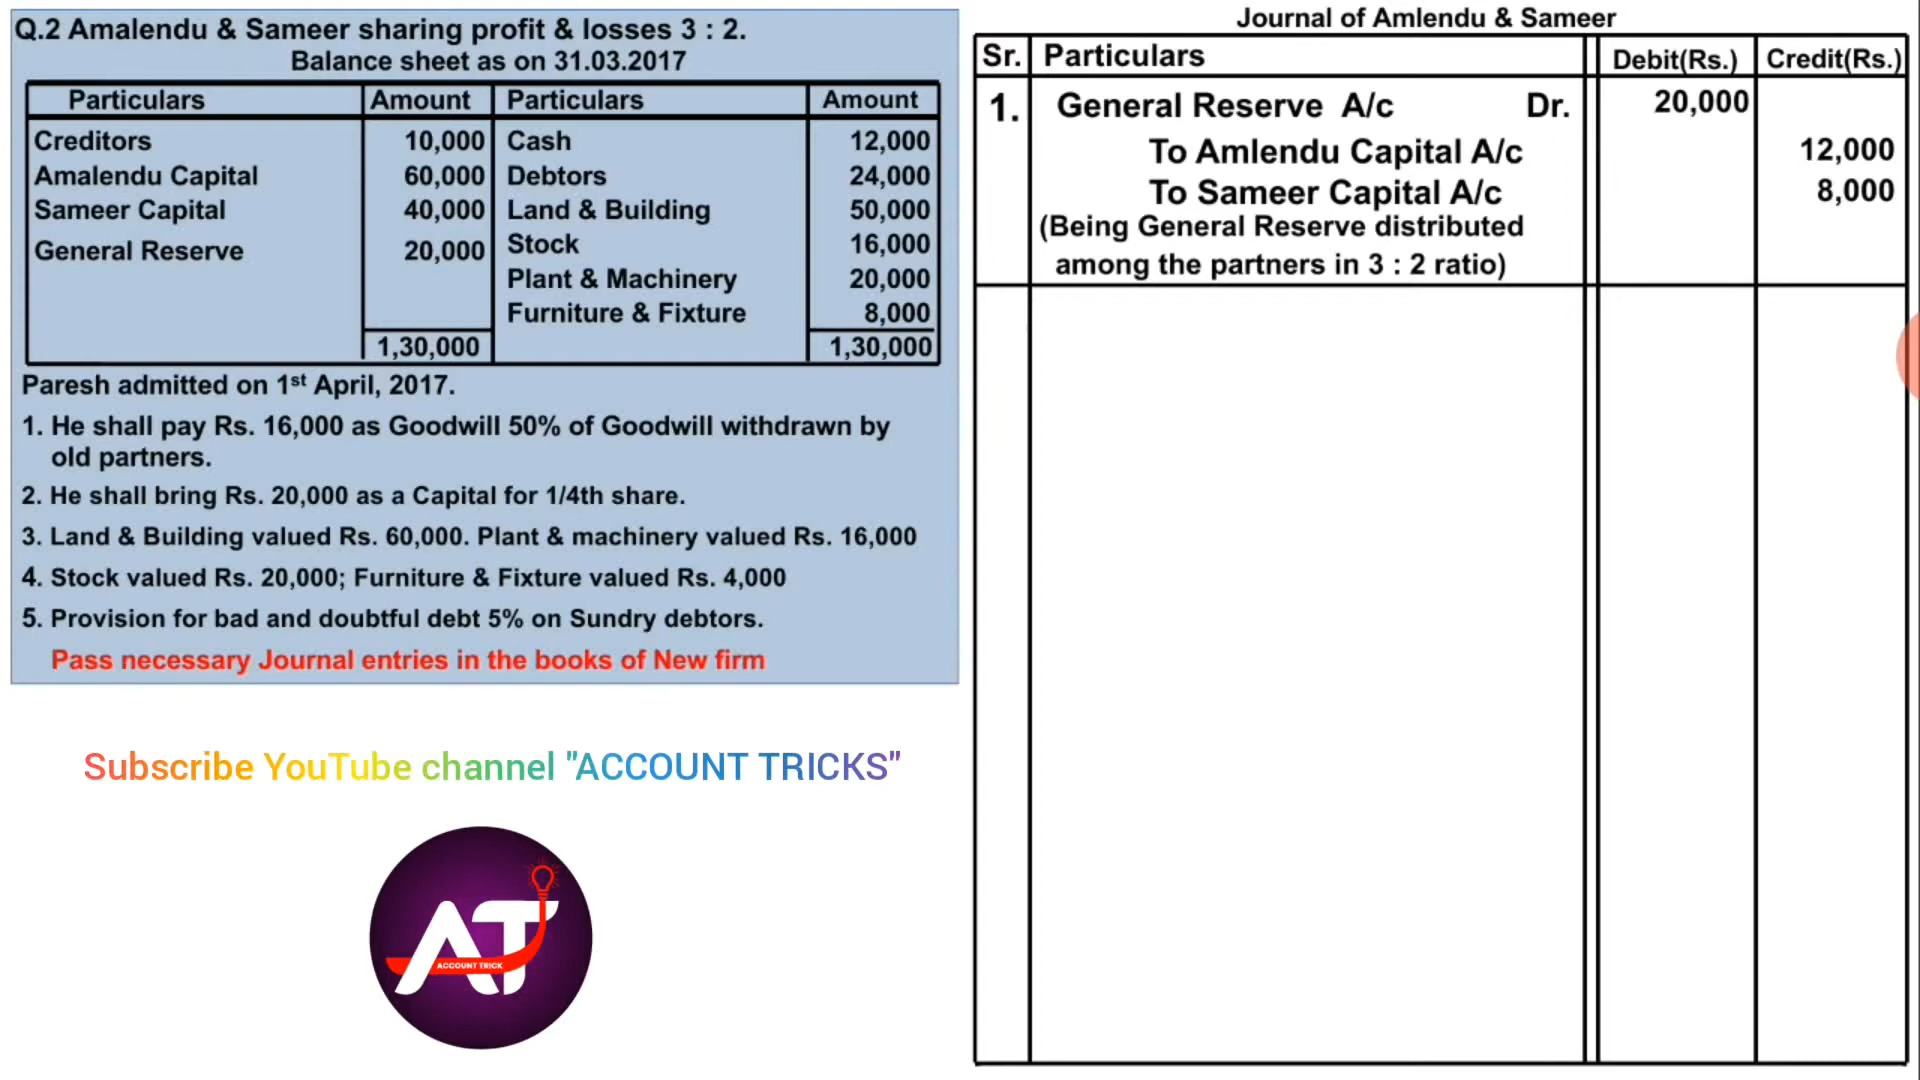 Q.2 Amalendu & Sameer sharing profit & losses 3 : 2.
Balance sheet as on 31.03.2017
Particulars Amount Particulars Amount
Creditors 10,000 Cash 12,000
Amalendu Capital 60,000 Debtors 24,000
Sameer Capital 40,000 Land & Building 50,000
General Reserve 20,000 Stock 16,000
Plant & Machinery 20,000
Furniture & Fixture 8,000
1,30,000 1,30,000
Paresh admitted on 1st April, 2017.
1. He shall pay Rs. 16,000 as Goodwill 50% of Goodwill withdrawn by
old partners.
2. He shall bring Rs. 20,000 as a Capital for 1/4th share.
3. Land & Building valued Rs. 60,000. Plant & machinery valued Rs. 16,000
4. Stock valued Rs. 20,000; Furniture & Fixture valued Rs. 4,000
5. Provision for bad and doubtful debt 5% on Sundry debtors.
Pass necessary Journal entries in the books of New firm
Subscribe YouTube channel "ACCOUNT TRICKS"
AT
ACCOUNT TRICK
Journal of Amlendu & Sameer
Sr. Particulars Debit(Rs.) Credit(Rs.)
1. General Reserve A/c Dr. 20,000
To Amlendu Capital A/c 12,000
To Sameer Capital A/c 8,000
(Being General Reserve distributed
among the partners in 3 : 2 ratio)